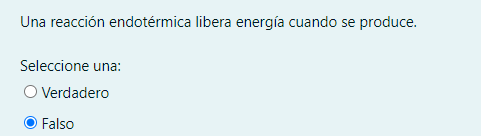 Una reacción endotérmica libera energía cuando se produce.
Seleccione una:
Verdadero
Falso